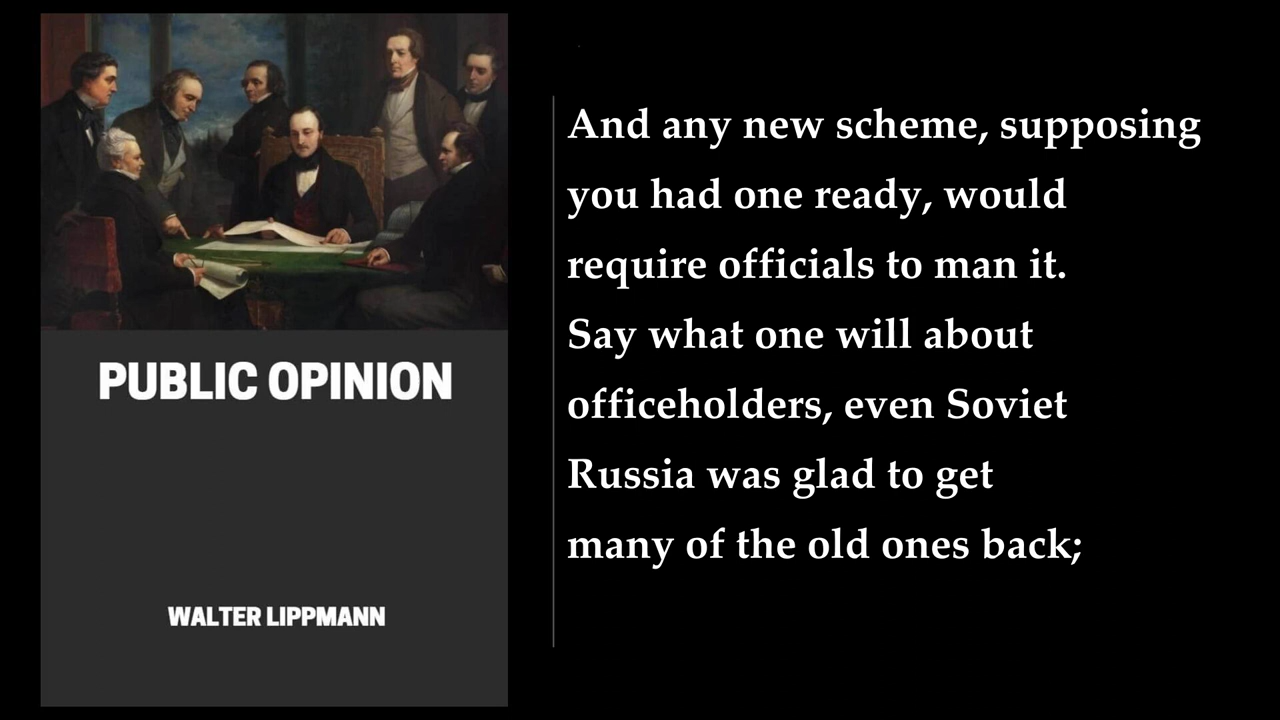 PUBLIC OPINION
WALTER LIPPMANN
And any new scheme, supposing
you had one ready, would
require officials to man it.
Say what one will about
officeholders, even Soviet
Russia was glad to get
many of the old ones back;